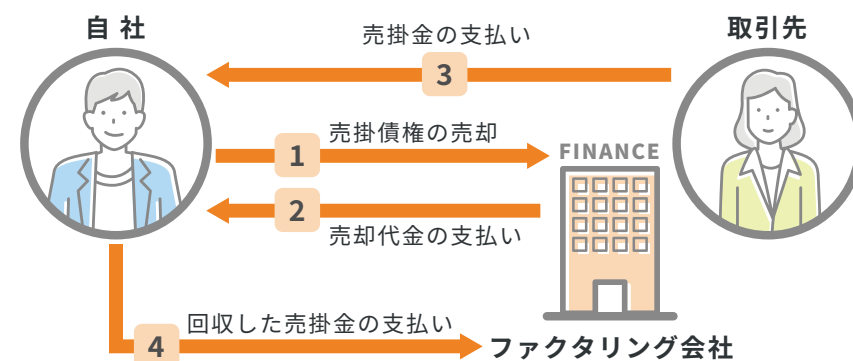 自 社
取引先
売掛金の支払い
3
売掛債権の売却
1
FINANCE
2
売却代金の支払い
回収した売掛金の支払い
4
ファクタリング会社